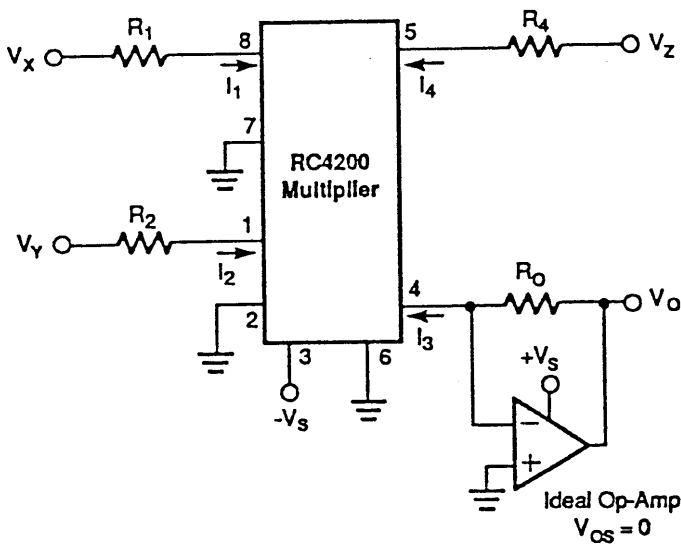 R1
R4
VX
8
5
VZ
I1
I4
7
RC4200
Multiplier
R2
1
RO
VY
4
VO
I2
2
I3
3
6
+VS
-VS
−
+
Ideal Op-Amp
VOS = 0